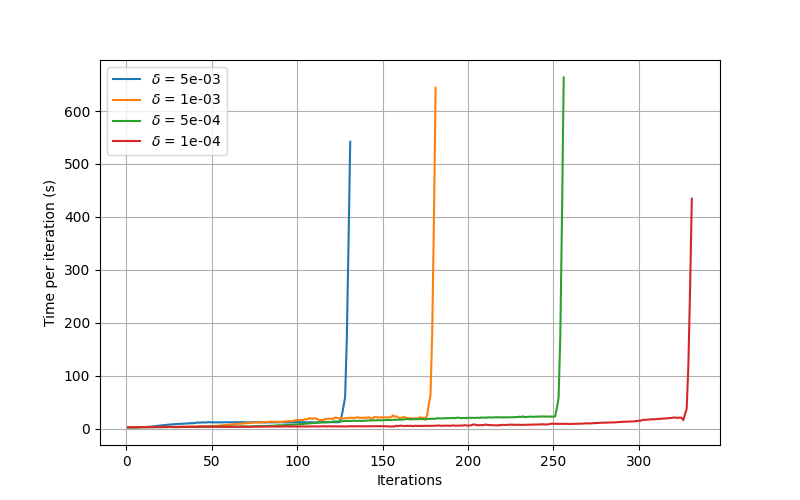 δ = 5e-03
δ = 1e-03
δ = 5e-04
δ = 1e-04
Time per iteration (s)
600
500
400
300
200
100
0
0 50 100 150 200 250 300
Iterations